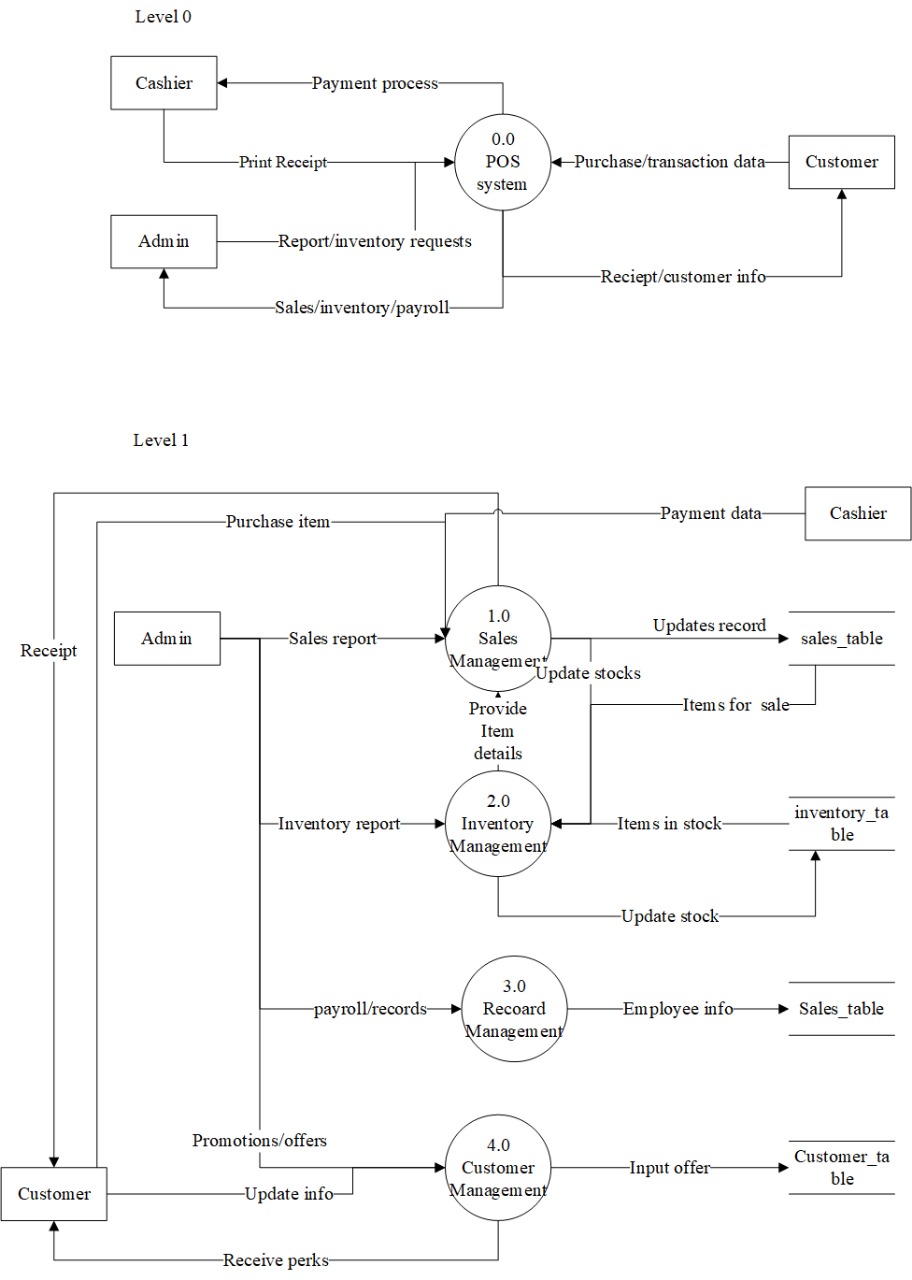 Level 0
Cashier
Payment process
0.0
POS
system
Print Receipt
Purchase/transaction data
Customer
Admin
Report/inventory requests
Reciept/customer info
Sales/inventory/payroll
Level 1
Purchase item
Payment data
Cashier
1.0
Sales
Management
Admin
Sales report
Updates record
sales_table
Receipt
Update stocks
Items for sale
Provide
Item
details
2.0
Inventory
Management
Inventory report
Items in stock
inventory_ta
ble
Update stock
3.0
Recoard
Management
payroll/records
Employee info
Sales_table
Promotions/offers
4.0
Customer
Management
Input offer
Customer_ta
ble
Customer
Update info
Receive perks